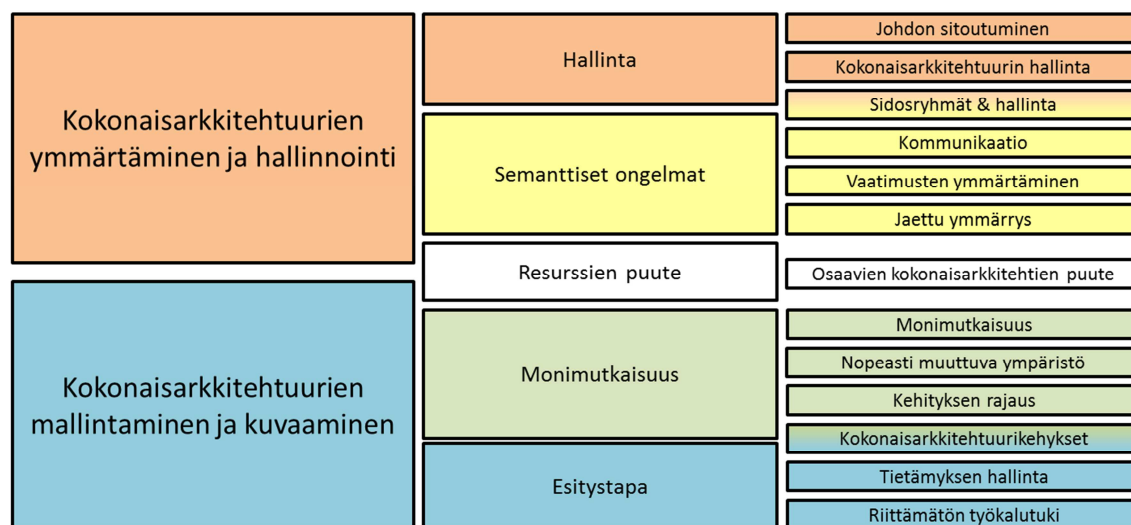 Kokonaisarkkitehtuurien
ymmärtäminen ja hallinnointi
Kokonaisarkkitehtuurien
mallintaminen ja kuvaaminen
Hallinta
Semanttiset ongelmat
Resurssien puute
Monimutkaisuus
Esitystapa
Johdon sitoutuminen
Kokonaisarkkitehtuurin hallinta
Sidosryhmät & hallinta
Kommunikaatio
Vaatimusten ymmärtäminen
Jaettu ymmärrys
Osaavien kokonaisarkkitehtien puute
Monimutkaisuus
Nopeasti muuttuva ympäristö
Kehityksen rajaus
Kokonaisarkkitehtuurikehykset
Tietämyksen hallinta
Riittämätön työkalutuki